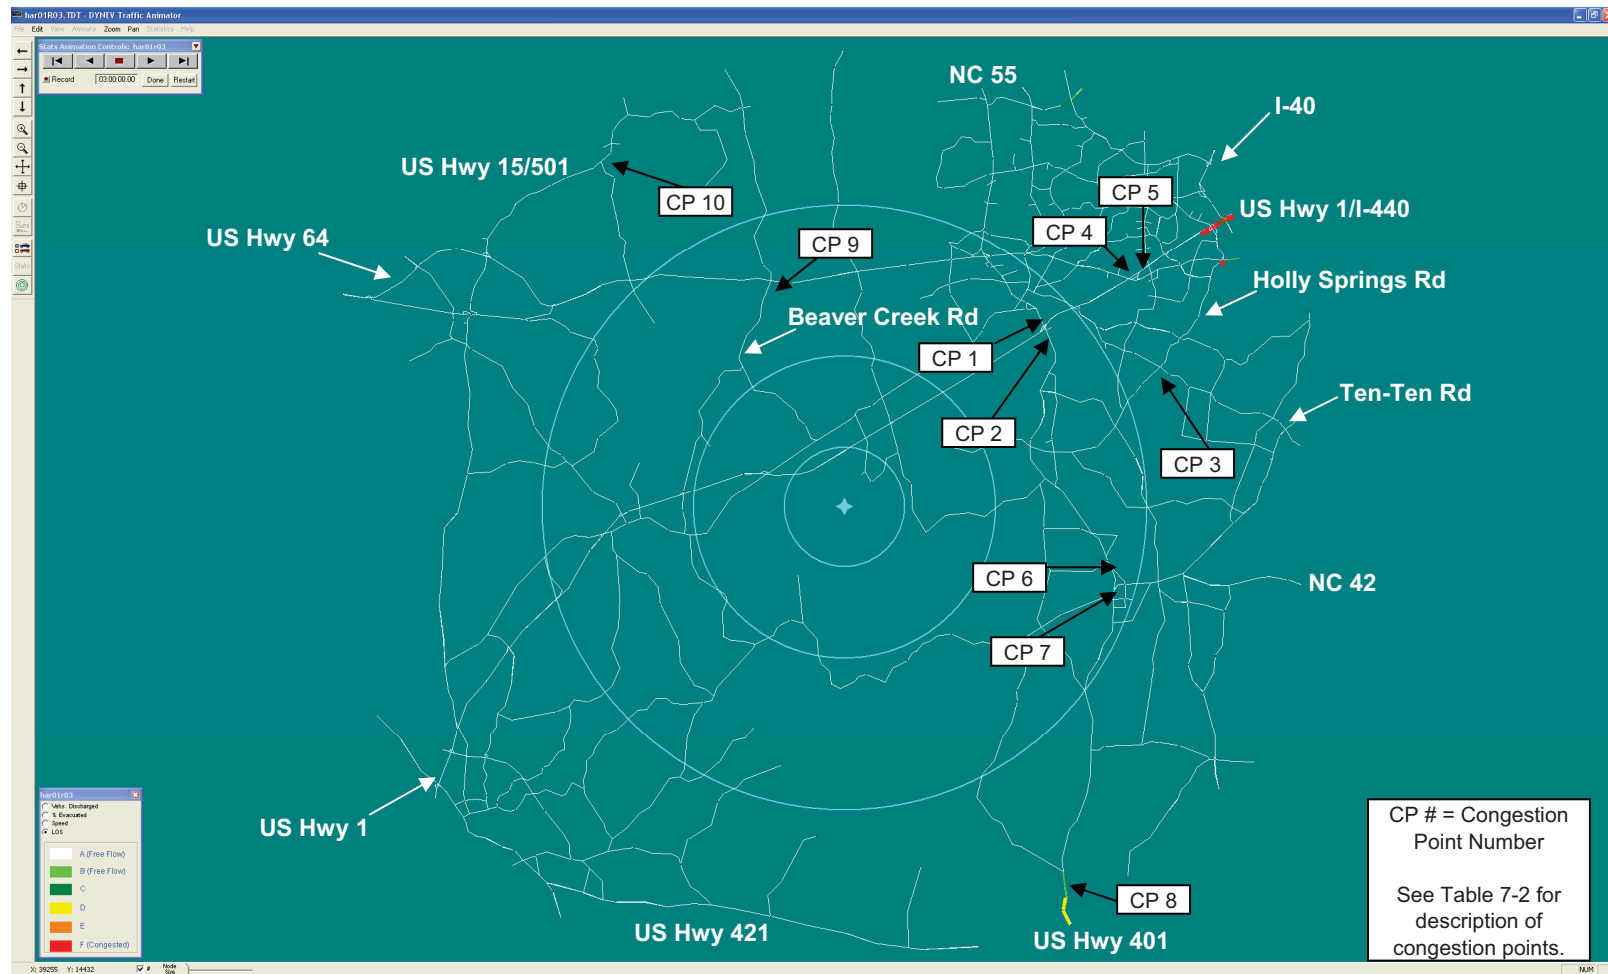 har01R03.TDT - DYNEV Traffic Animator
File Edit View Animate Zoom Pan Statistics Help
Stats Animation Controls: har01r03
Record 03:00:00.00 Done Restart
NC 55
I-40
US Hwy 15/501
CP 10
CP 5
US Hwy 1/I-440
CP 4
US Hwy 64
CP 9
Holly Springs Rd
Beaver Creek Rd
CP 1
Ten-Ten Rd
CP 2
CP 3
CP 6
NC 42
CP 7
US Hwy 1
CP 8
US Hwy 421
US Hwy 401
har01r03
Vehs. Discharged
% Evacuated
Speed
LOS
A (Free Flow)
B (Free Flow)
C
D
E
F (Congested)
CP # = Congestion
Point Number
See Table 7-2 for
description of
congestion points.
Stats
X: 39255 Y: 14432 # Node Size
NUM